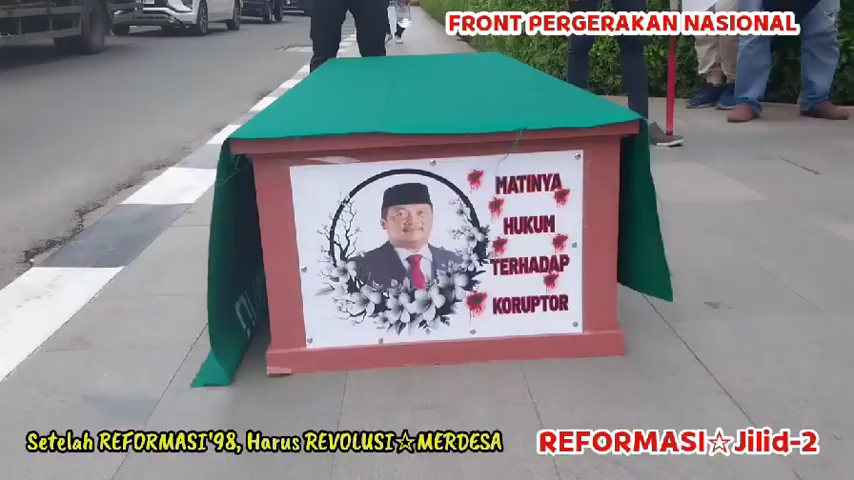 FRONT PERGERAKAN NASIONAL
MATINYA
HUKUM
TERHADAP
KORUPTOR
Setelah REFORMASI'98, Harus REVOLUSI☆MERDESA
REFORMASI☆Jilid-2